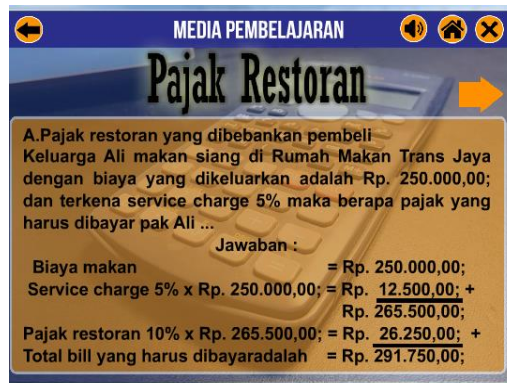 MEDIA PEMBELAJARAN
Pajak Restoran
A.Pajak restoran yang dibebankan pembeli
Keluarga Ali makan siang di Rumah Makan Trans Jaya
dengan biaya yang dikeluarkan adalah Rp. 250.000,00;
dan terkena service charge 5% maka berapa pajak yang
harus dibayar pak Ali ...
Jawaban :
Biaya makan = Rp. 250.000,00;
Service charge 5% x Rp. 250.000,00; = Rp. 12.500,00; +
Rp. 265.500,00;
Pajak restoran 10% x Rp. 265.500,00; = Rp. 26.250,00; +
Total bill yang harus dibayaradalah = Rp. 291.750,00;